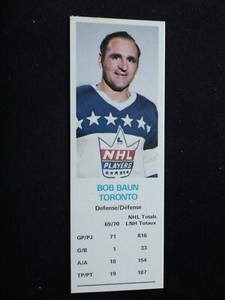 NHL
PLAYERS
BOB BAUN
TORONTO
Defense/Défense
NHL Totals
69/70 LNH Totaux
GP/PJ 71 816
G/B 1 33
A/A 18 154
TP/PT 19 187